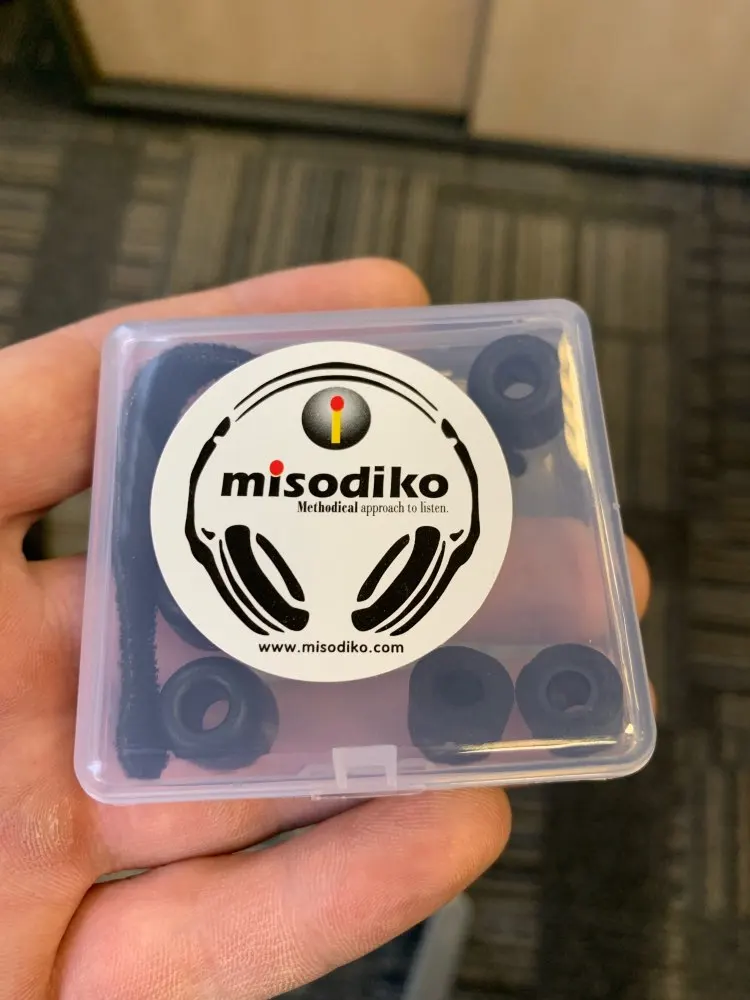 misodiko
Methodical approach to listen.
www.misodiko.com